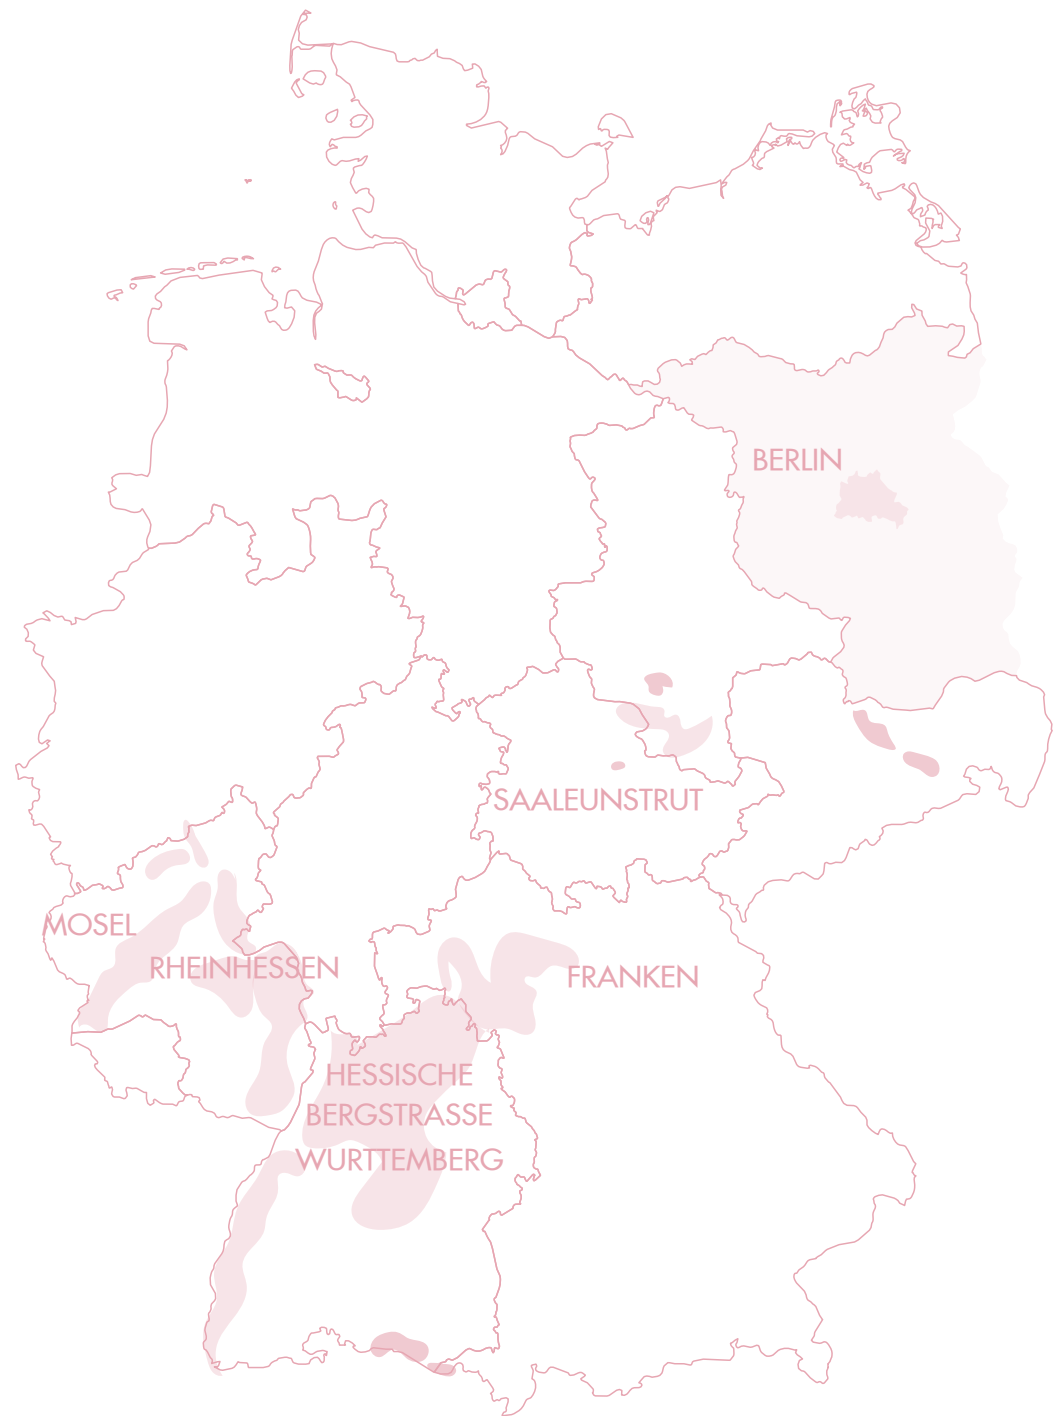 BERLIN
SAALEUNSTRUT
MOSEL
RHEINHESSEN
FRANKEN
HESSISCHE
BERGSTRASSE
WURTTEMBERG